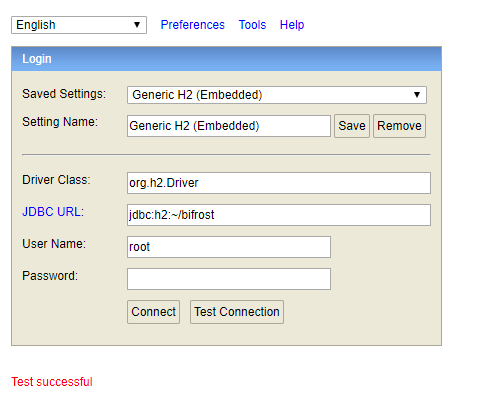 English Preferences Tools Help
Login
Saved Settings: Generic H2 (Embedded)
Setting Name: Generic H2 (Embedded) Save Remove
Driver Class: org.h2.Driver
JDBC URL: jdbc:h2:~/bifrost
User Name: root
Password:
Connect Test Connection
Test successful